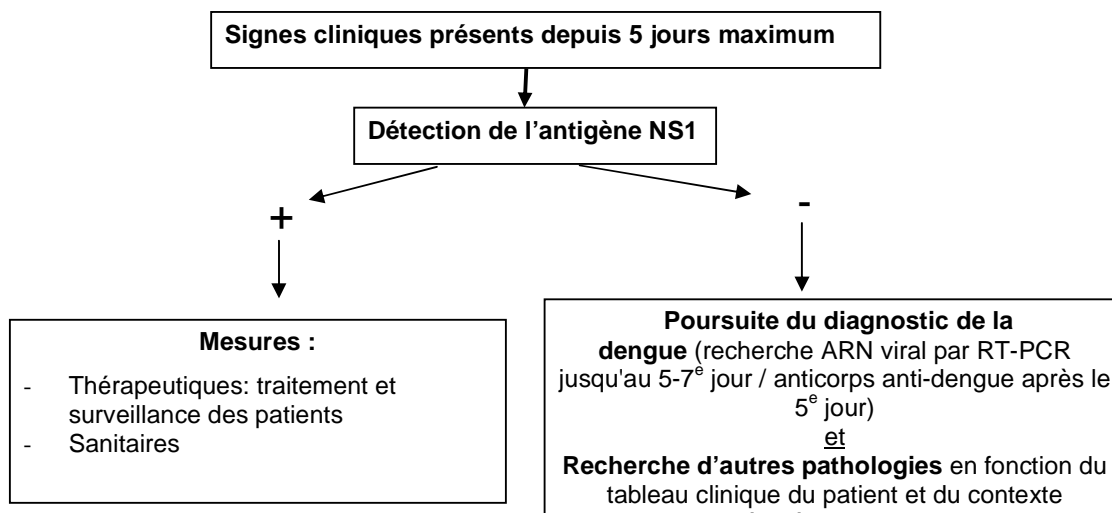 Signes cliniques présents depuis 5 jours maximum
Détection de l'antigène NS1
+
-
Mesures :
- Thérapeutiques: traitement et
surveillance des patients
- Sanitaires
Poursuite du diagnostic de la
dengue (recherche ARN viral par RT-PCR
jusqu'au 5-7e jour / anticorps anti-dengue après le
5e jour)
et
Recherche d'autres pathologies en fonction du
tableau clinique du patient et du contexte